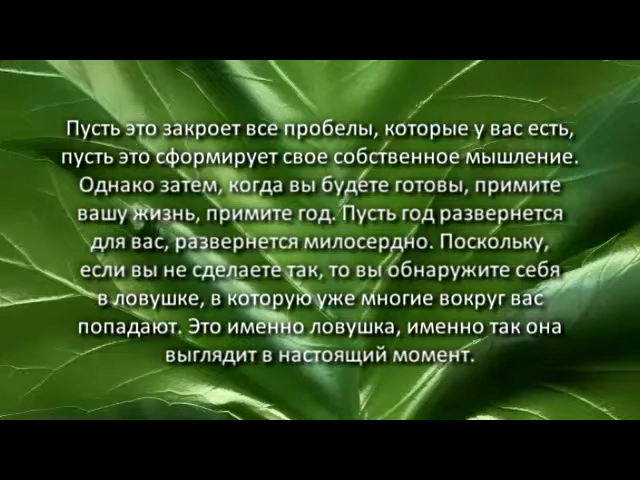 Пусть это закроет все пробелы, которые у вас есть,
пусть это сформирует свое собственное мышление.
Однако затем, когда вы будете готовы, примите
вашу жизнь, примите год. Пусть год развернется
для вас, развернется милосердно. Поскольку,
если вы не сделаете так, то вы обнаружите себя
в ловушке, в которую уже многие вокруг вас
попадают. Это именно ловушка, именно так она
выглядит в настоящий момент.